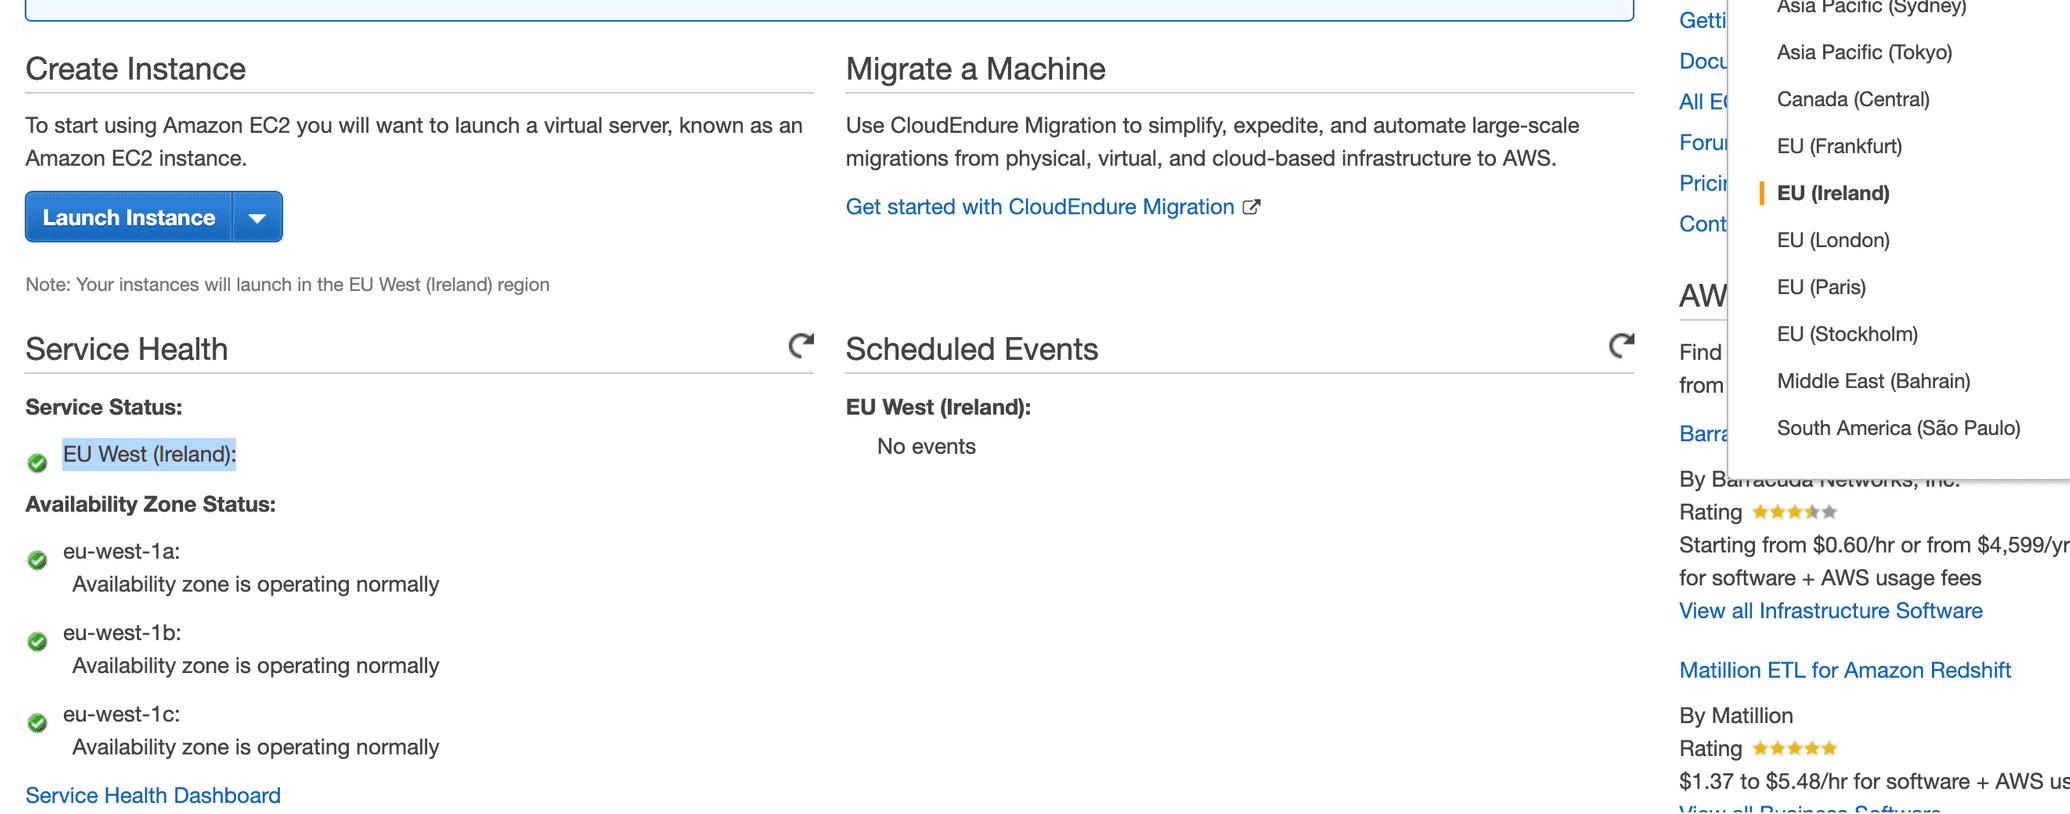 Create Instance
To start using Amazon EC2 you will want to launch a virtual server, known as an
Amazon EC2 instance.
Launch Instance
Note: Your instances will launch in the EU West (Ireland) region
Migrate a Machine
Use CloudEndure Migration to simplify, expedite, and automate large-scale
migrations from physical, virtual, and cloud-based infrastructure to AWS.
Get started with CloudEndure Migration
Service Health
Service Status:
EU West (Ireland):
Availability Zone Status:
eu-west-1a:
Availability zone is operating normally
eu-west-1b:
Availability zone is operating normally
eu-west-1c:
Availability zone is operating normally
Service Health Dashboard
Scheduled Events
EU West (Ireland):
No events
Getti
Docu
All E
Foru
Prici
Cont
AW
Find
from
Barra
By Barracuda Networks, Inc.
Rating
Starting from $0.60/hr or from $4,599/yr
for software + AWS usage fees
View all Infrastructure Software
Matillion ETL for Amazon Redshift
By Matillion
Rating
$1.37 to $5.48/hr for software + AWS us
View all Business Software
Asia Pacific (Sydney)
Asia Pacific (Tokyo)
Canada (Central)
EU (Frankfurt)
EU (Ireland)
EU (London)
EU (Paris)
EU (Stockholm)
Middle East (Bahrain)
South America (São Paulo)